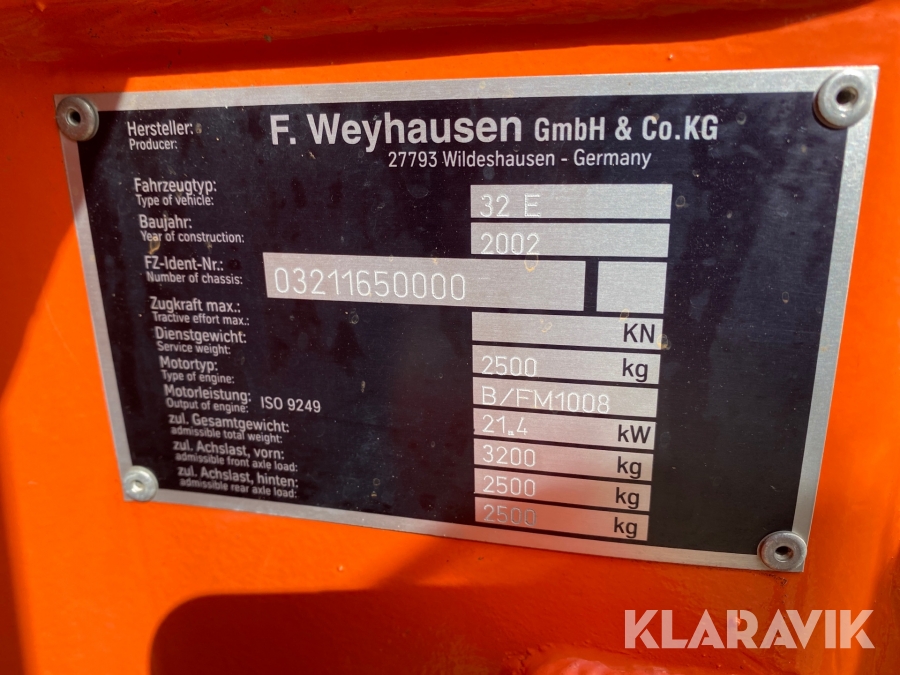 Hersteller: F. Weyhausen GmbH & Co.KG
Producer: 27793 Wildeshausen - Germany
Fahrzeugtyp: 32 E
Type of vehicle:
Baujahr: 2002
Year of construction:
FZ-Ident-Nr.: 03211650000
Number of chassis:
Zugkraft max.: KN
Tractive effort max.:
Dienstgewicht: 2500 kg
Service weight:
Motortyp: B/FM1008
Type of engine:
Motorleistung: ISO 9249 21.4 kW
Output of engine:
zul. Gesamtgewicht: 3200 kg
admissible total weight:
zul. Achslast, vorn: 2500 kg
admissible front axle load:
zul. Achslast, hinten: 2500 kg
admissible rear axle load:
KLARAVIK